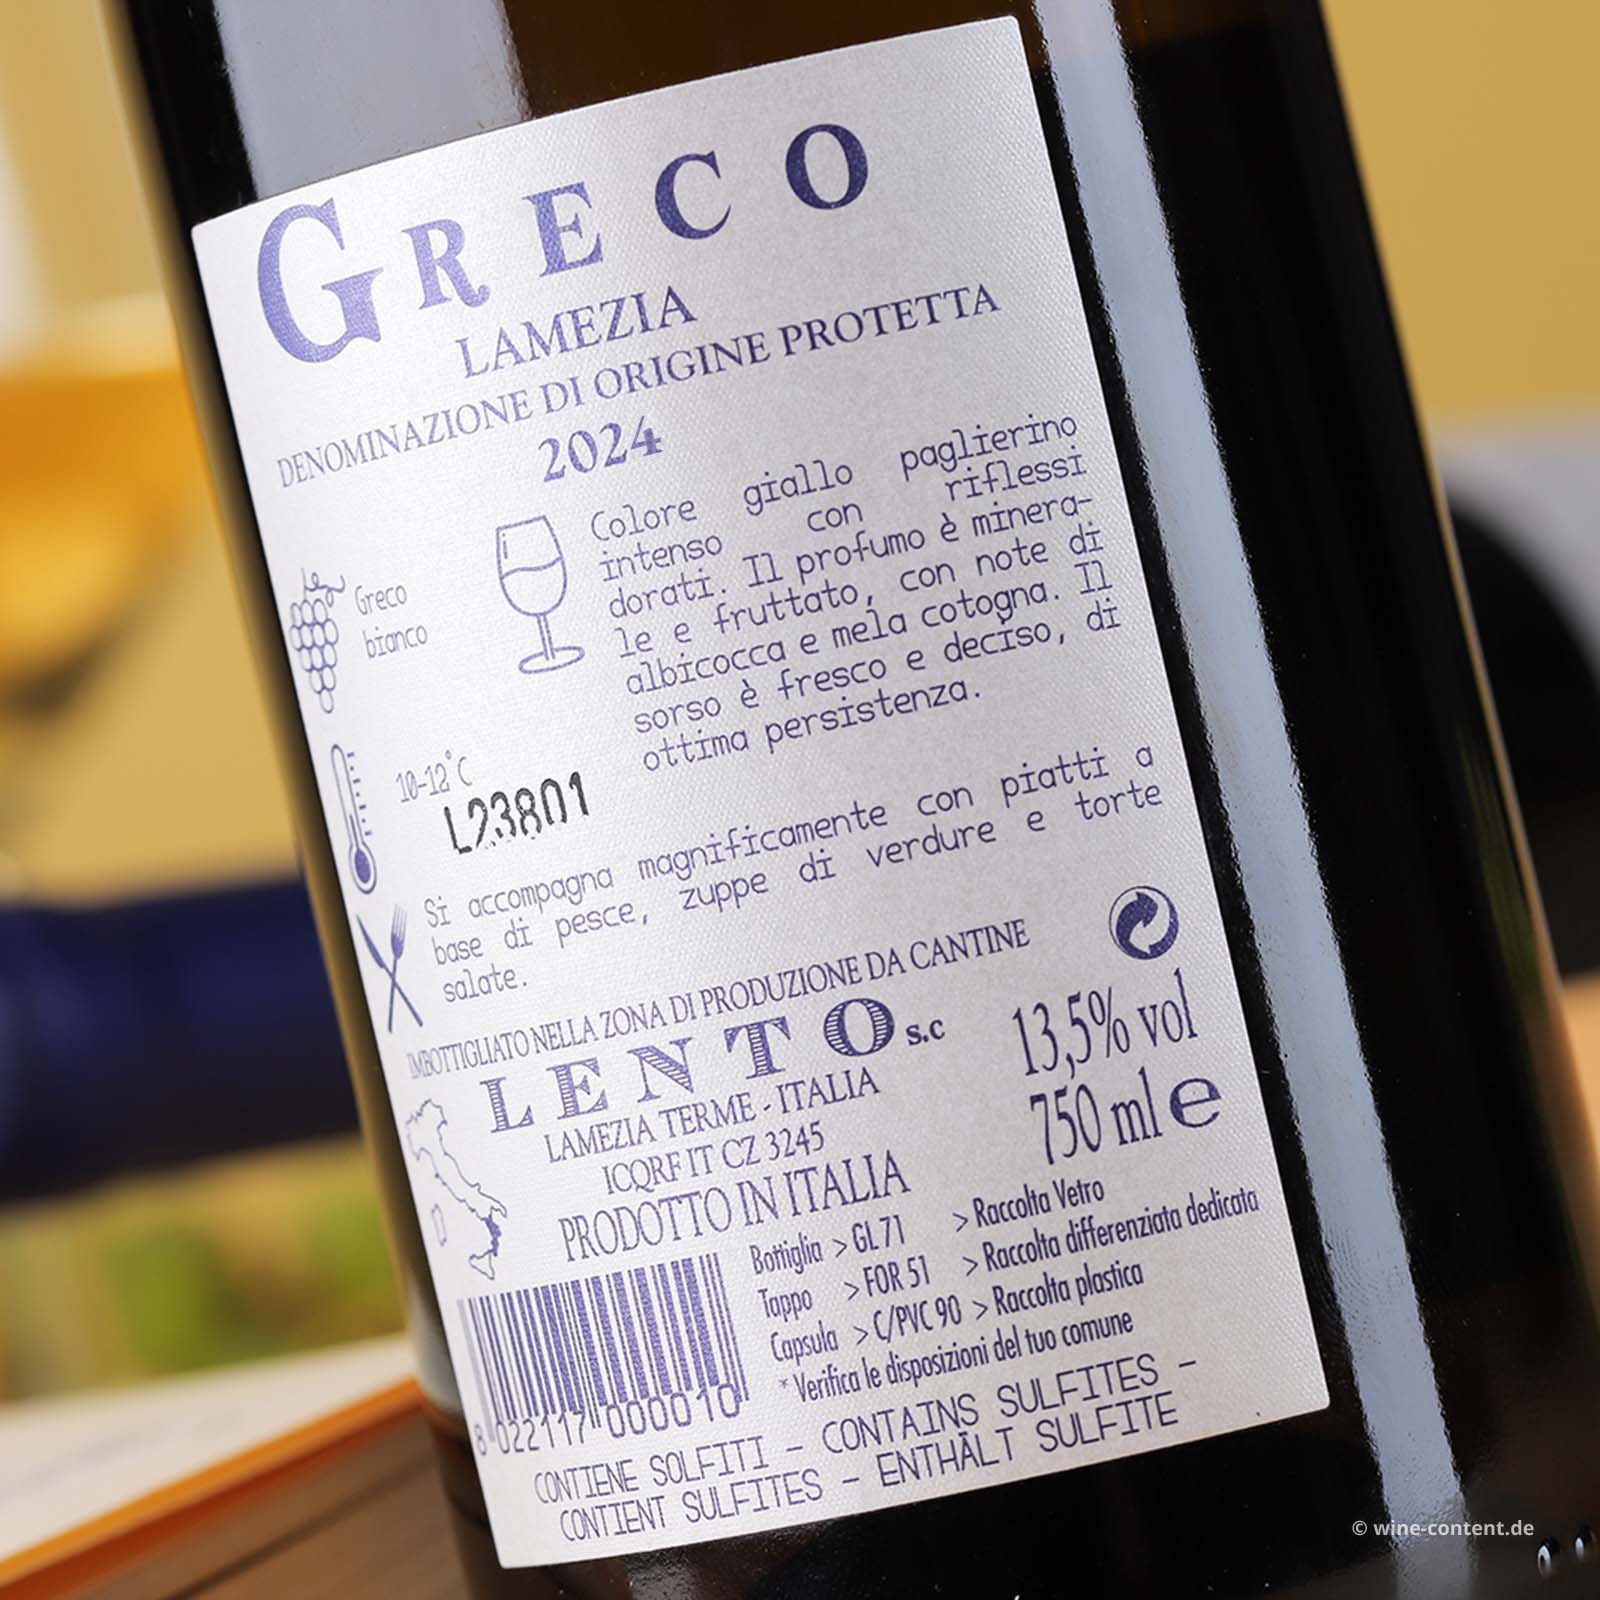 GRECO
LAMEZIA
DENOMINAZIONE DI ORIGINE PROTETTA
2024
Greco
bianco
Colore giallo paglierino
intenso con riflessi
dorati. Il profumo è minera-
le e fruttato, con note di
albicocca e mela cotogna. Il
sorso è fresco e deciso, di
ottima persistenza.
10-12°C
L23801
Si accompagna magnificamente con piatti a
base di pesce, zuppe di verdure e torte
salate.
IMBOTTIGLIATO NELLA ZONA DI PRODUZIONE DA CANTINE
LENTO s.c
LAMEZIA TERME - ITALIA
ICQRF IT CZ 3245
PRODOTTO IN ITALIA
13,5% vol
750 ml e
Bottiglia > GL 71 > Raccolta Vetro
Tappo > FOR 51 > Raccolta differenziata dedicata
Capsula > C/PVC 90 > Raccolta plastica
* Verifica le disposizioni del tuo comune
8 022117 000010
CONTIENE SOLFITI - CONTAINS SULFITES -
CONTIENT SULFITES - ENTHÄLT SULFITE
© wine-content.de